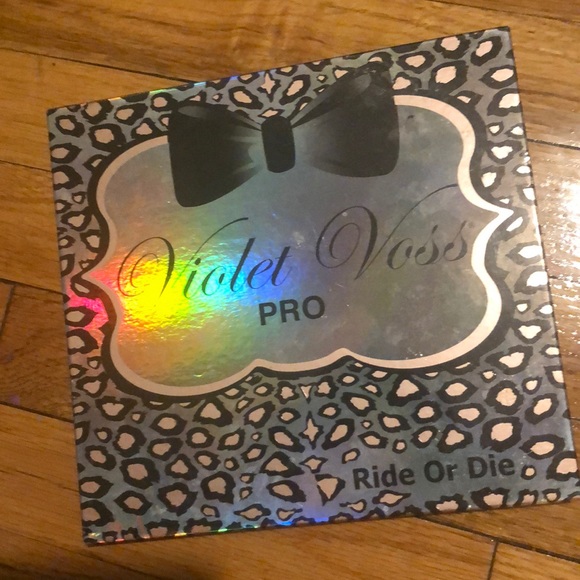 Violet Voss
PRO
Ride Or Die